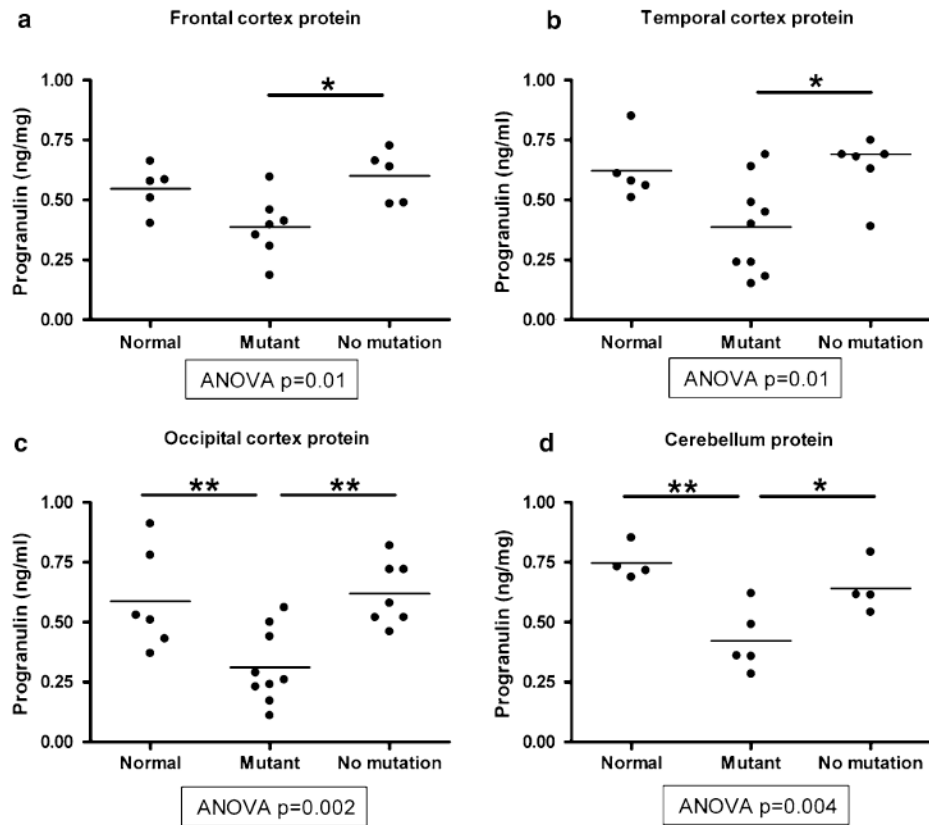 a
Frontal cortex protein
Progranulin (ng/mg)
1.00
0.75
0.50
0.25
0.00
*
Normal
Mutant
No mutation
ANOVA p=0.01
b
Temporal cortex protein
Progranulin (ng/ml)
1.00
0.75
0.50
0.25
0.00
*
Normal
Mutant
No mutation
ANOVA p=0.01
c
Occipital cortex protein
Progranulin (ng/ml)
1.00
0.75
0.50
0.25
0.00
**
**
Normal
Mutant
No mutation
ANOVA p=0.002
d
Cerebellum protein
Progranulin (ng/mg)
1.00
0.75
0.50
0.25
0.00
**
*
Normal
Mutant
No mutation
ANOVA p=0.004